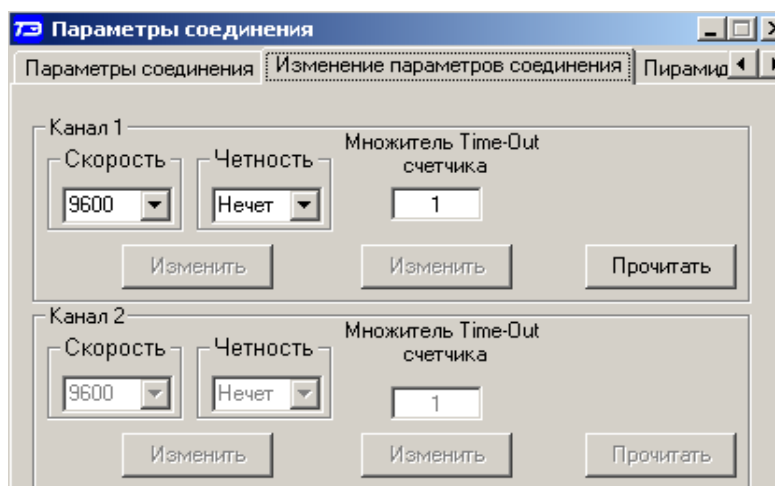 ТЭ Параметры соединения
Параметры соединения Изменение параметров соединения Пирамид
Канал 1
Скорость Четность Множитель Time-Out
счетчика
9600 Нечет 1
Изменить Изменить Прочитать
Канал 2
Скорость Четность Множитель Time-Out
счетчика
9600 Нечет 1
Изменить Изменить Прочитать